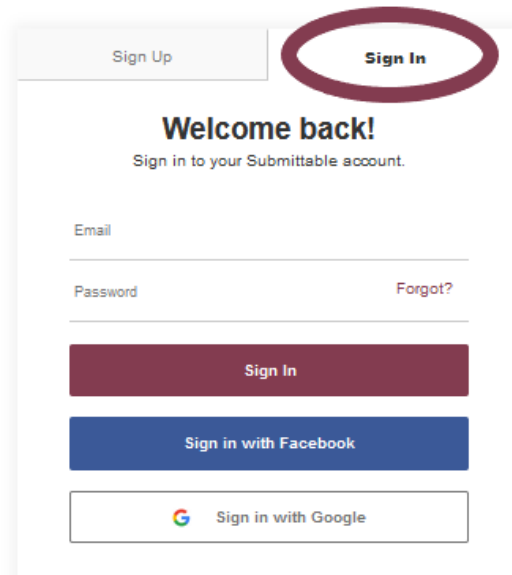 Sign Up
Sign In
Welcome back!
Sign in to your Submittable account.
Email
Password Forgot?
Sign In
Sign in with Facebook
G Sign in with Google